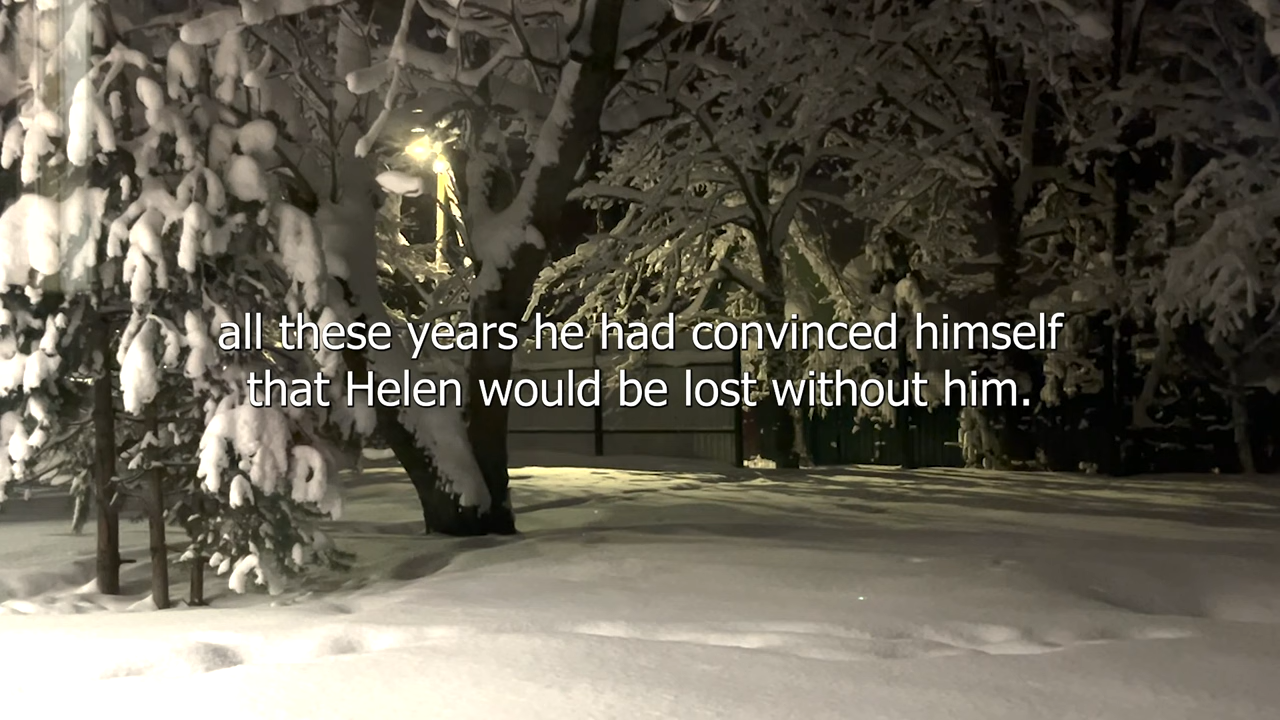 all these years he had convinced himself
that Helen would be lost without him.